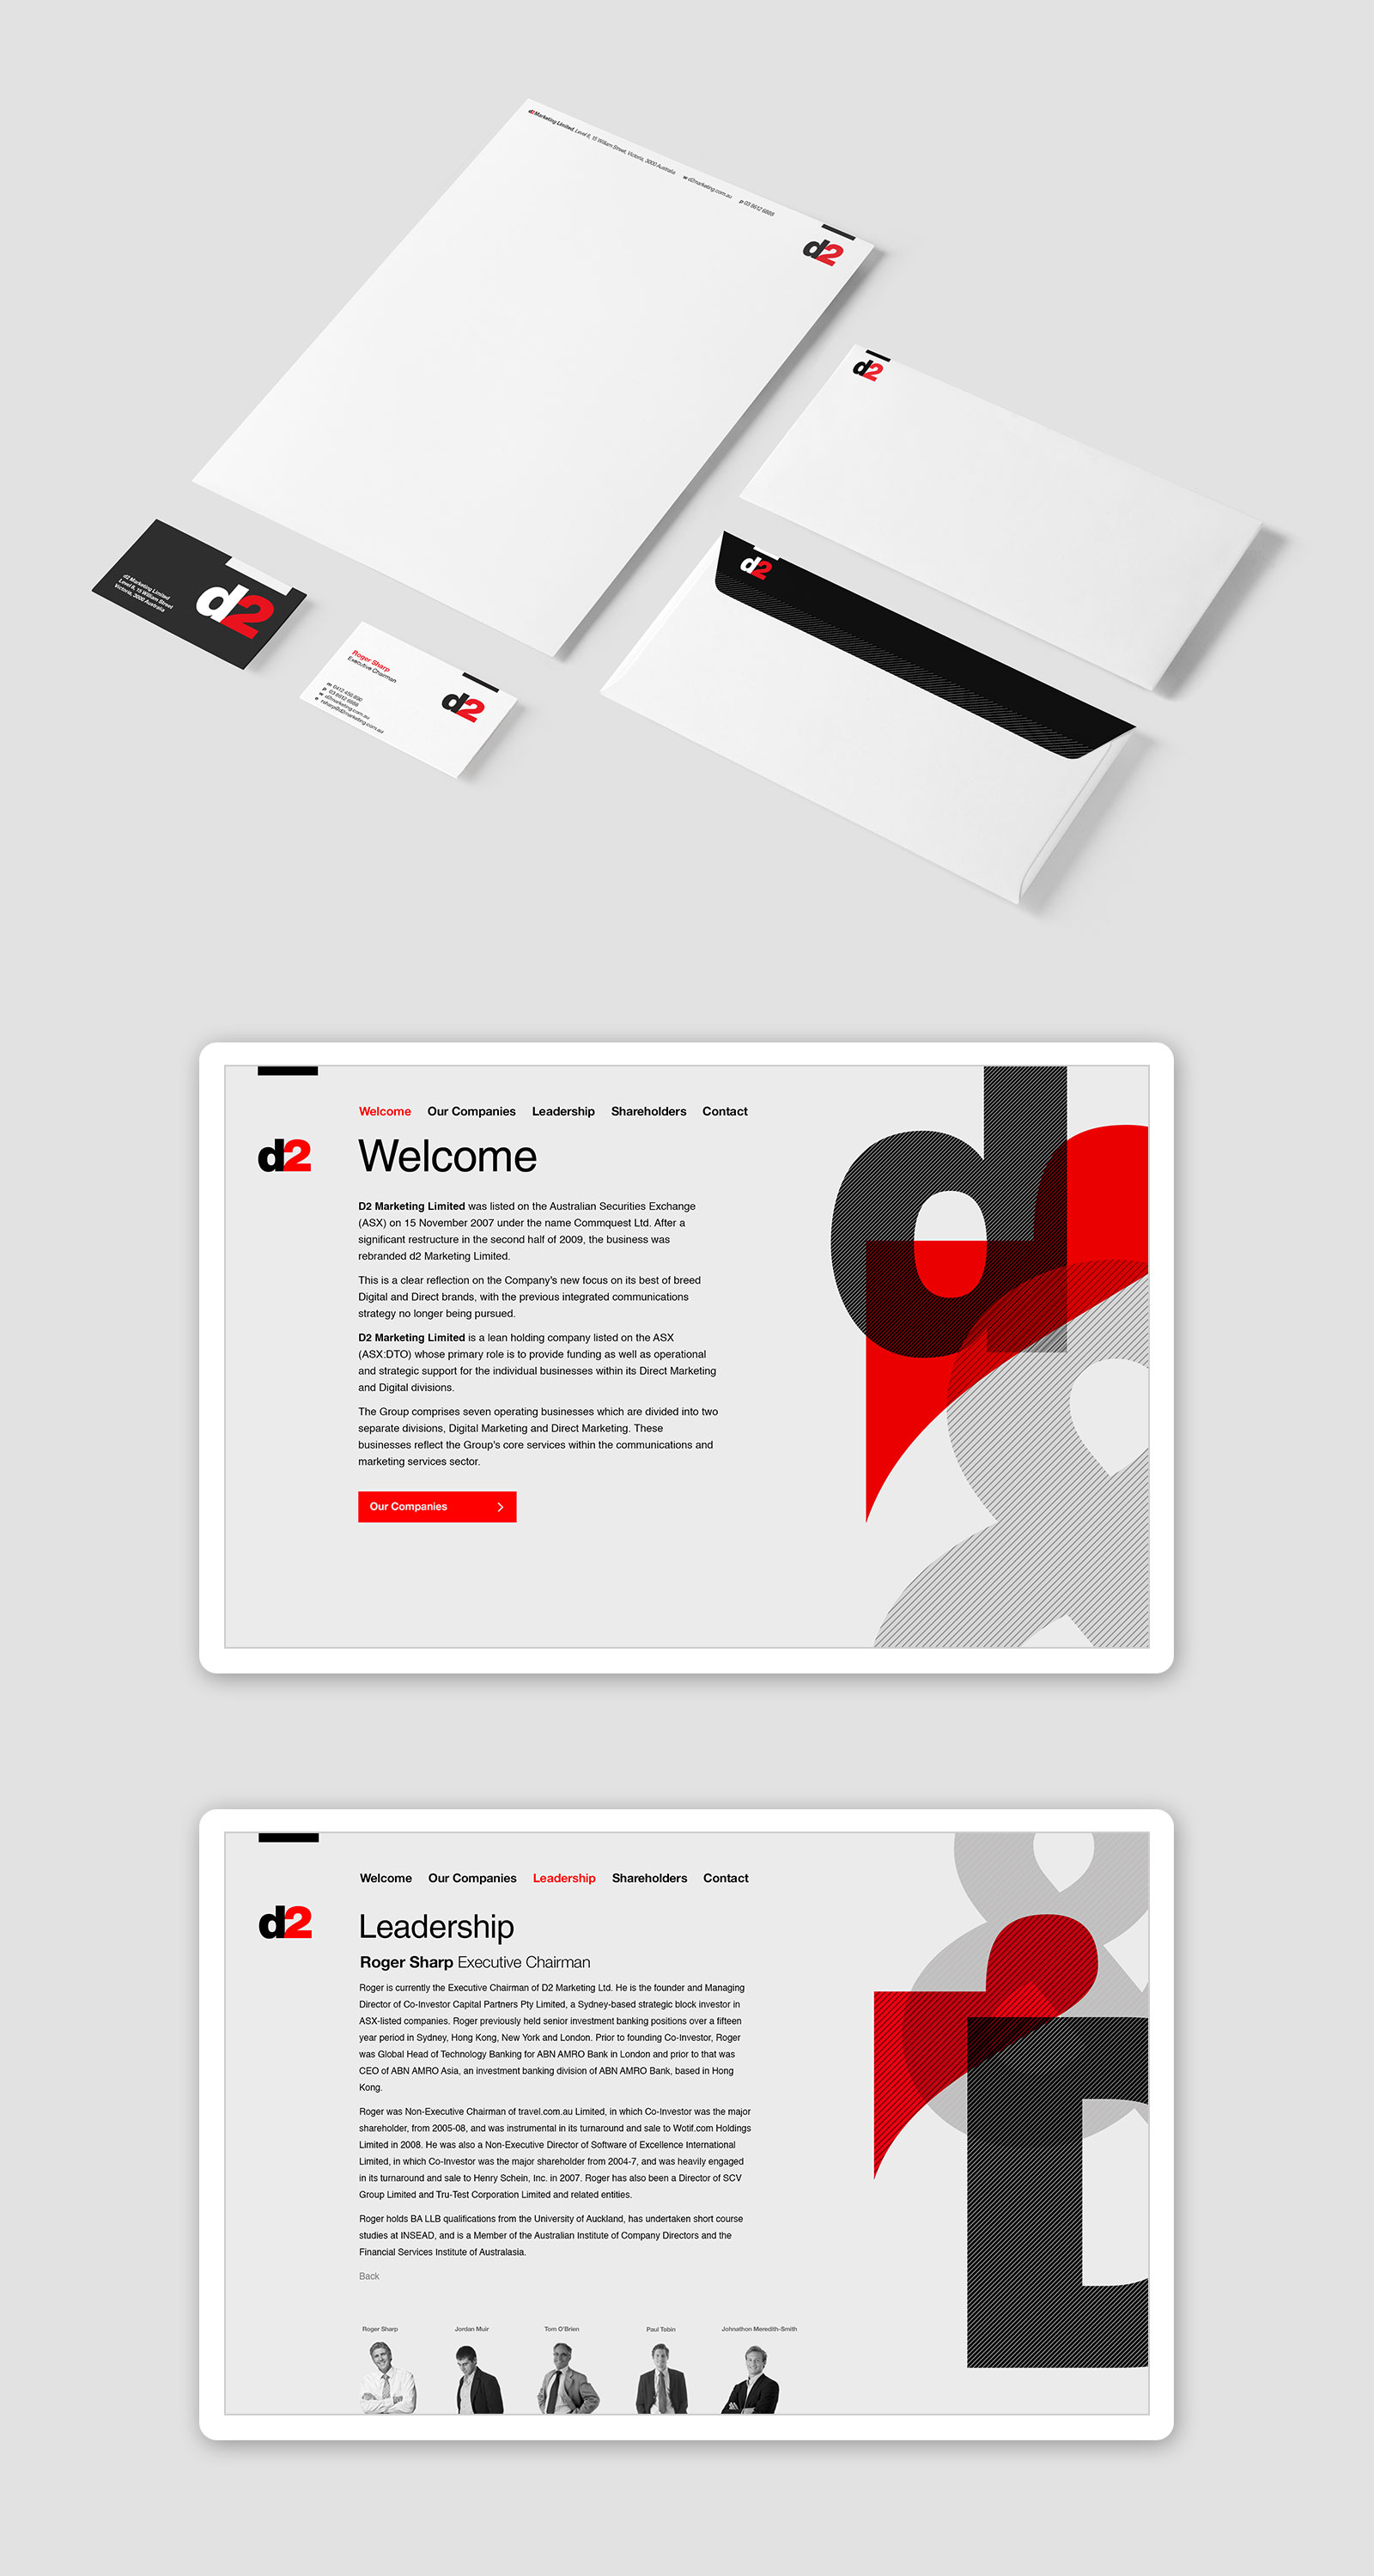 d2 Marketing Limited Level 8, 15 William Street, Victoria, 3000 Australia w d2marketing.com.au p 03 8612 6888
d2
d2
d2 Marketing Limited
Level 8, 15 William Street
Victoria, 3000 Australia
d2
d2
Roger Sharp
Executive Chairman
p 03 8612 6888
w d2marketing.com.au
e rsharp@d2marketing.com.au
d2
Welcome Our Companies Leadership Shareholders Contact
d2
Welcome
D2 Marketing Limited was listed on the Australian Securities Exchange
(ASX) on 15 November 2007 under the name Commquest Ltd. After a
significant restructure in the second half of 2009, the business was
rebranded d2 Marketing Limited.
This is a clear reflection on the Company's new focus on its best of breed
Digital and Direct brands, with the previous integrated communications
strategy no longer being pursued.
D2 Marketing Limited is a lean holding company listed on the ASX
(ASX:DTO) whose primary role is to provide funding as well as operational
and strategic support for the individual businesses within its Direct Marketing
and Digital divisions.
The Group comprises seven operating businesses which are divided into two
separate divisions, Digital Marketing and Direct Marketing. These
businesses reflect the Group's core services within the communications and
marketing services sector.
Our Companies
d2
&
Welcome Our Companies Leadership Shareholders Contact
d2
Leadership
Roger Sharp Executive Chairman
Roger is currently the Executive Chairman of D2 Marketing Ltd. He is the founder and Managing
Director of Co-Investor Capital Partners Pty Limited, a Sydney-based strategic block investor in
ASX-listed companies. Roger previously held senior investment banking positions over a fifteen
year period in Sydney, Hong Kong, New York and London. Prior to founding Co-Investor, Roger
was Global Head of Technology Banking for ABN AMRO Bank in London and prior to that was
CEO of ABN AMRO Asia, an investment banking division of ABN AMRO Bank, based in Hong
Kong.
Roger was Non-Executive Chairman of travel.com.au Limited, in which Co-Investor was the major
shareholder, from 2005-08, and was instrumental in its turnaround and sale to Wotif.com Holdings
Limited in 2008. He was also a Non-Executive Director of Software of Excellence International
Limited, in which Co-Investor was the major shareholder from 2004-7, and was heavily engaged
in its turnaround and sale to Henry Schein, Inc. in 2007. Roger has also been a Director of SCV
Group Limited and Tru-Test Corporation Limited and related entities.
Roger holds BA LLB qualifications from the University of Auckland, has undertaken short course
studies at INSEAD, and is a Member of the Australian Institute of Company Directors and the
Financial Services Institute of Australasia.
Back
Roger Sharp Jordan Muir Tom O'Brien Paul Tobin Johnathon Meredith-Smith
&
2